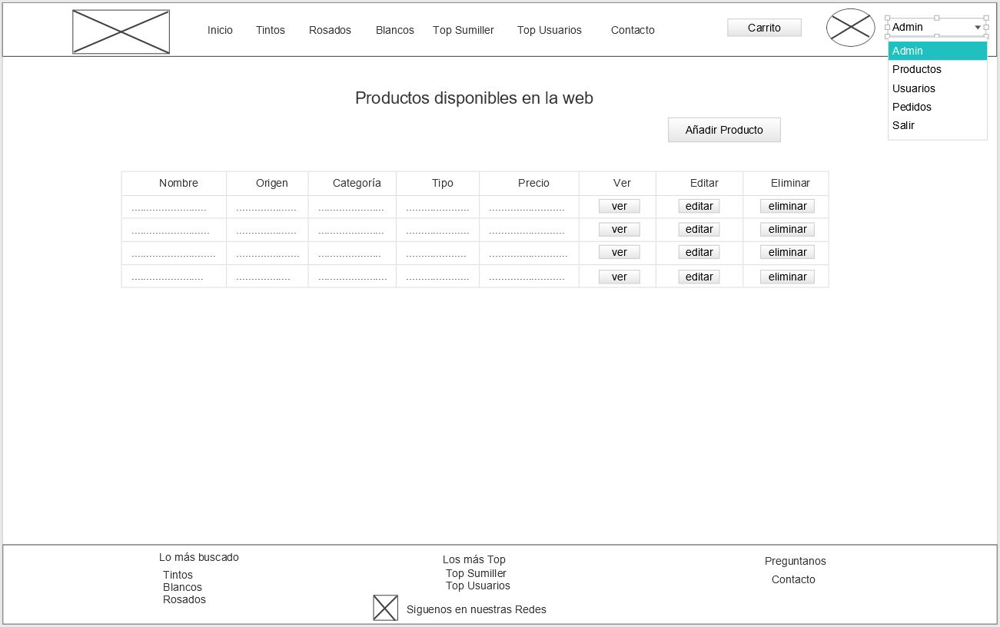 Inicio Tintos Rosados Blancos Top Sumiller Top Usuarios Contacto Carrito Admin
Admin
Productos
Usuarios
Pedidos
Salir
Productos disponibles en la web
Añadir Producto
Nombre Origen Categoría Tipo Precio Ver Editar Eliminar
ver editar eliminar
ver editar eliminar
ver editar eliminar
ver editar eliminar
Lo más buscado
Tintos
Blancos
Rosados
Los más Top
Top Sumiller
Top Usuarios
Siguenos en nuestras Redes
Preguntanos
Contacto